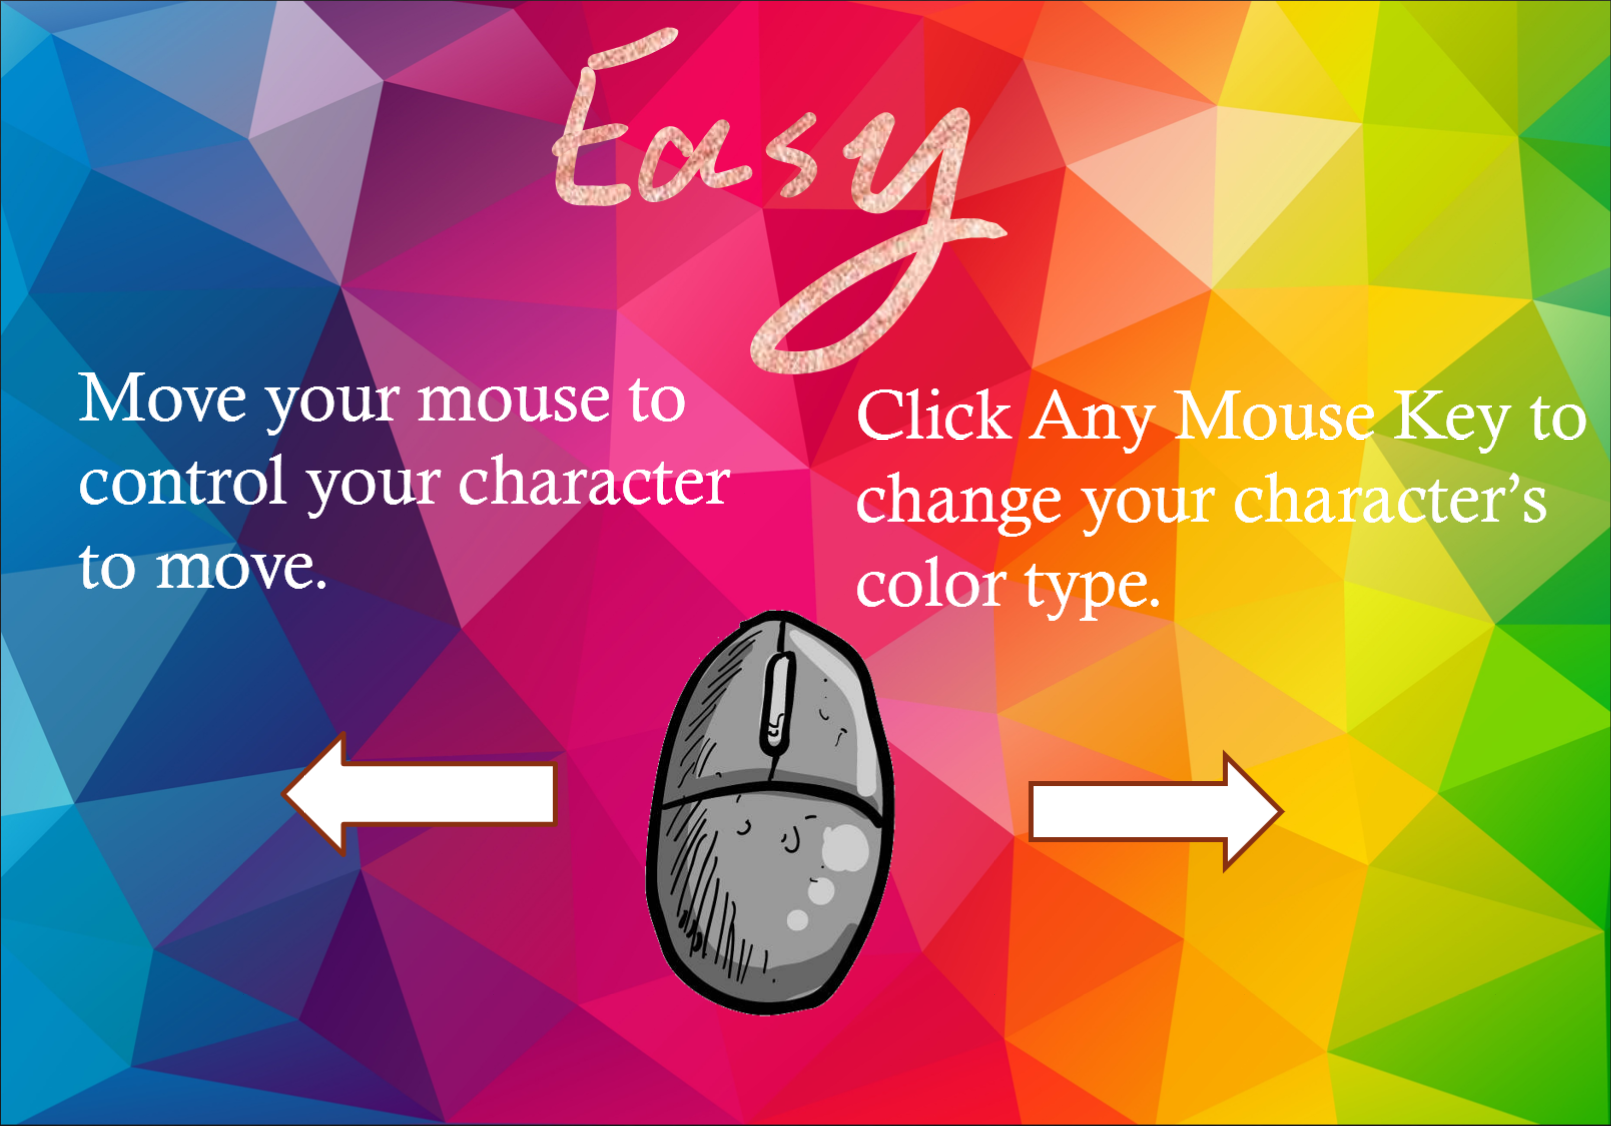 Easy
Move your mouse to
control your character
to move.
Click Any Mouse Key to
change your character’s
color type.